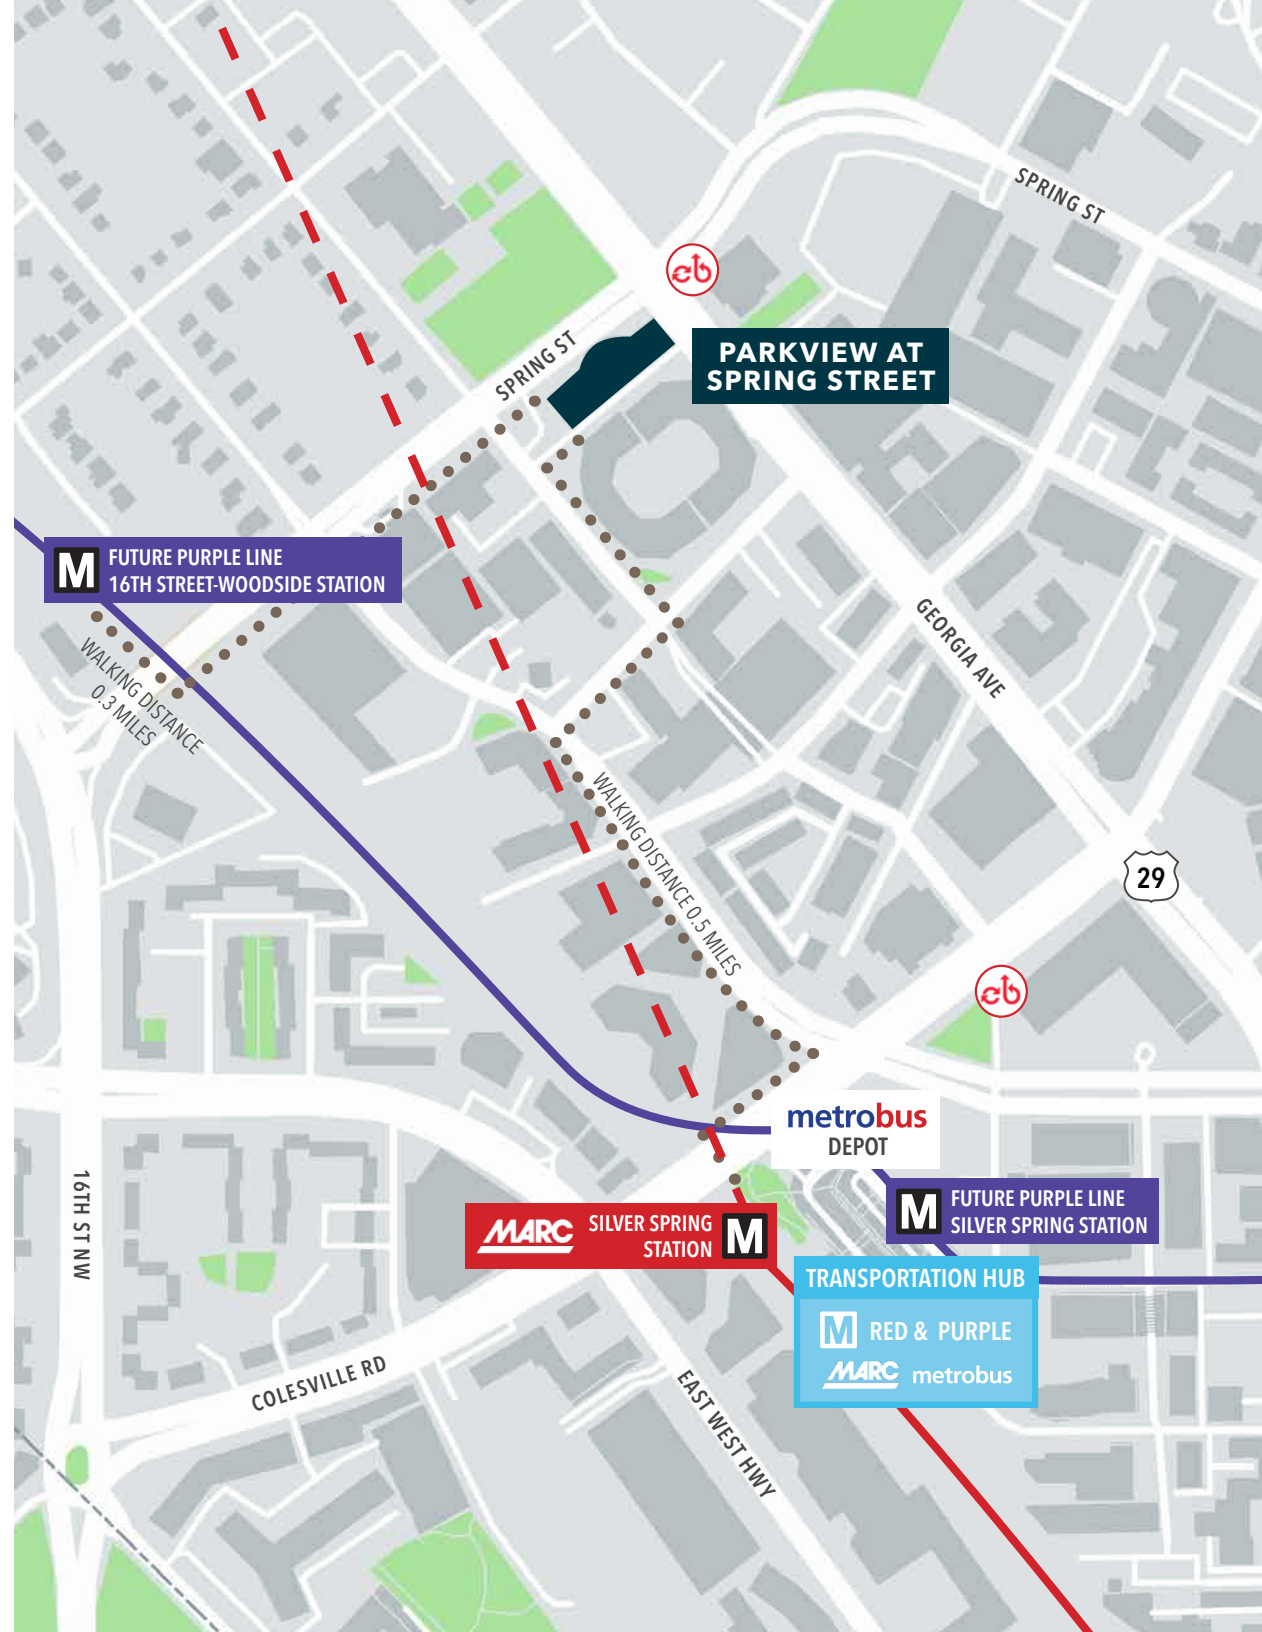 SPRING ST
cb
PARKVIEW AT
SPRING STREET
SPRING ST
M
FUTURE PURPLE LINE
16TH STREET-WOODSIDE STATION
GEORGIA AVE
WALKING DISTANCE
0.3 MILES
WALKING DISTANCE 0.5 MILES
29
cb
metrobus
DEPOT
16TH ST NW
M
FUTURE PURPLE LINE
SILVER SPRING STATION
MARC
SILVER SPRING
STATION
M
TRANSPORTATION HUB
M RED & PURPLE
MARC metrobus
COLESVILLE RD
EAST WEST HWY